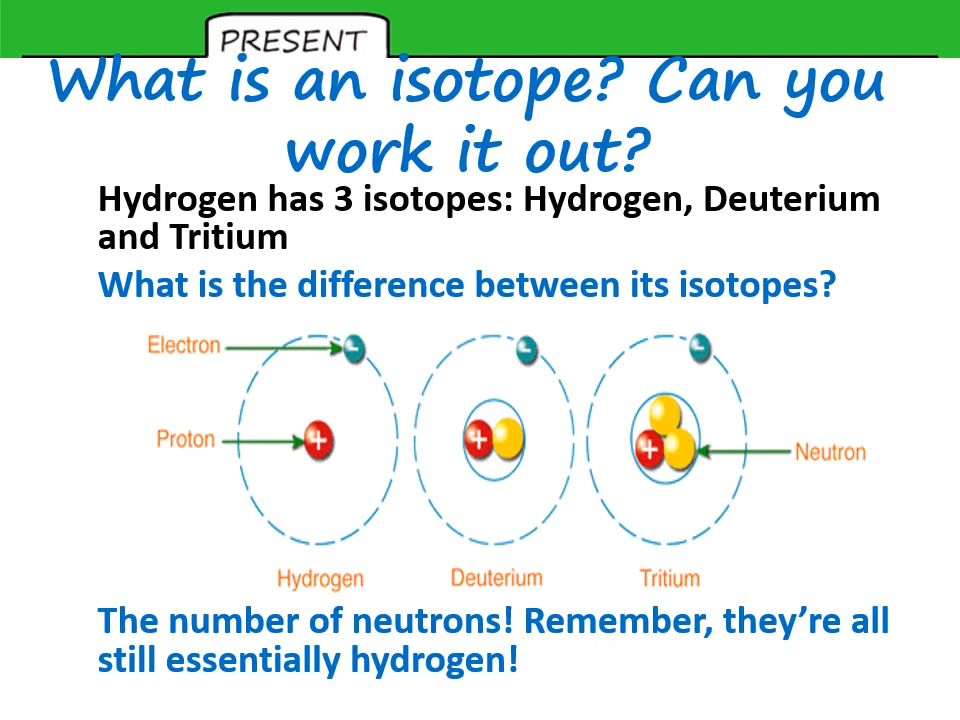 PRESENT
What is an isotope? Can you
work it out?
Hydrogen has 3 isotopes: Hydrogen, Deuterium
and Tritium
What is the difference between its isotopes?
Electron
-
-
-
Proton
+
+
+
Neutron
Hydrogen
Deuterium
Tritium
The number of neutrons! Remember, they're all
still essentially hydrogen!